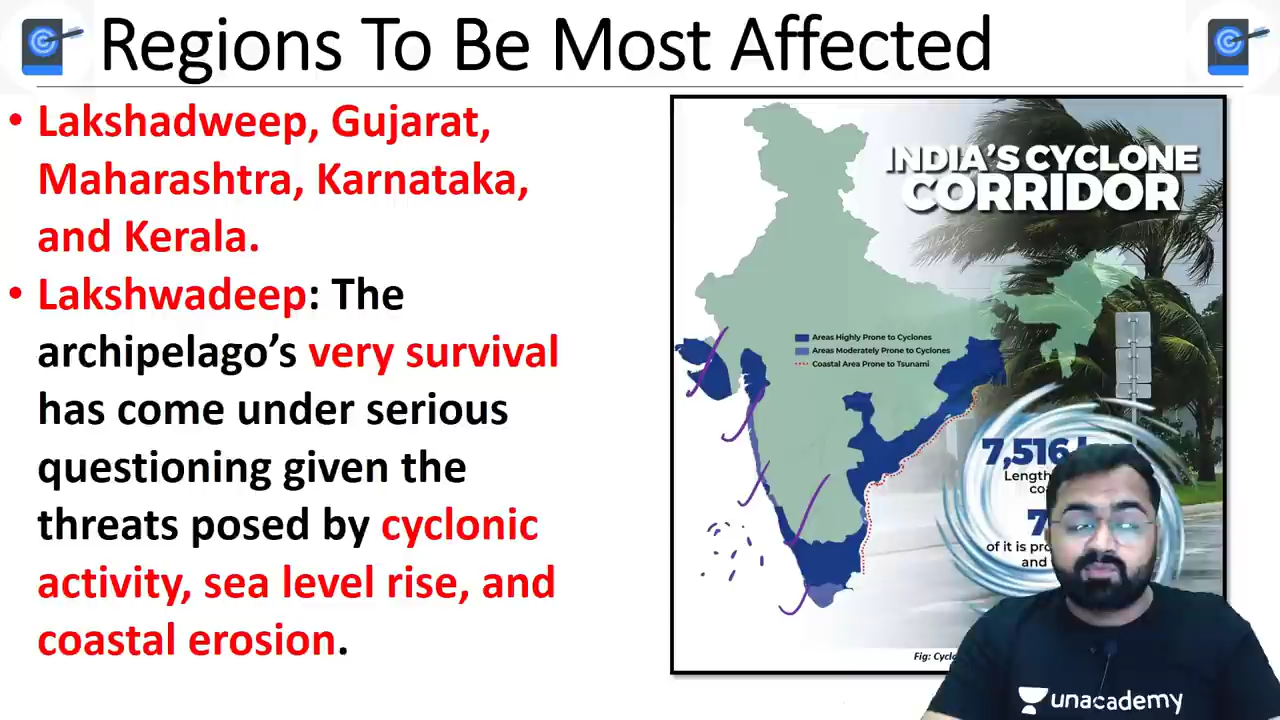 Regions To Be Most Affected
• Lakshadweep, Gujarat,
Maharashtra, Karnataka,
and Kerala.
• Lakshwadeep: The
archipelago's very survival
has come under serious
questioning given the
threats posed by cyclonic
activity, sea level rise, and
coastal erosion.
INDIA'S CYCLONE
CORRIDOR
Areas Highly Prone to Cyclones
Areas Moderately Prone to Cyclones
Coastal Area Prone to Tsunami
7,516
Length
of it is
and
Fig:
unacademy